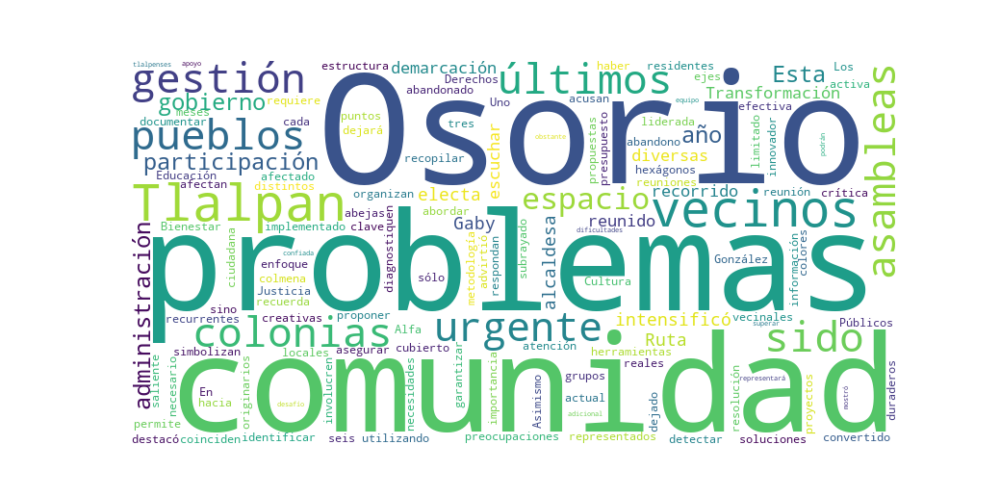 Osorio
problemas
comunidad
gestión
últimos
pueblos
Tlalpan
vecinos
espacio
colonias
urgente
sido
asambleas
administración
participación
gobierno
año
Esta
demarcación
Transformación
diversas
recorrido
reunido
alcaldesa
electa
Gaby
escuchar
intensificó
Ruta
tlalpenses
apoyo
estructura
Derechos
abandonado
haber
residentes
ejes
Los
activa
efectiva
requiere
meses
documentar
cada
puntos
dejará
Uno
acusan
tres
liderada
limitado
innovador
podrán
equipo
obstante
propuestas
presupuesto
abandono
hexágonos
reuniones
reunión
crítica
recopilar
Educación
afectado
afectan
distintos
organizan
abejas
abordar
Bienestar
implementado
clave
ciudadana
confiada
enfoque
colmena
Justicia
recuerda
diagnostiquen
sólo
metodología
advirtió
respondan
subrayado
dificultades
Cultura
González
información
colores
sino
recurrentes
creativas
proponer
Alfa
vecinales
superar
Públicos
simbolizan
locales
asegurar
cubierto
atención
herramientas
reales
saliente
necesario
En
hacia
originarios
involucren
desafío
necesidades
garantizar
importancia
Asimismo
grupos
actual
adicional
dejado
resolución
proyectos
representará
mostró
duraderos
permite
destacó
coinciden
identificar
seis
utilizando
preocupaciones
representados
detectar
soluciones
convertido